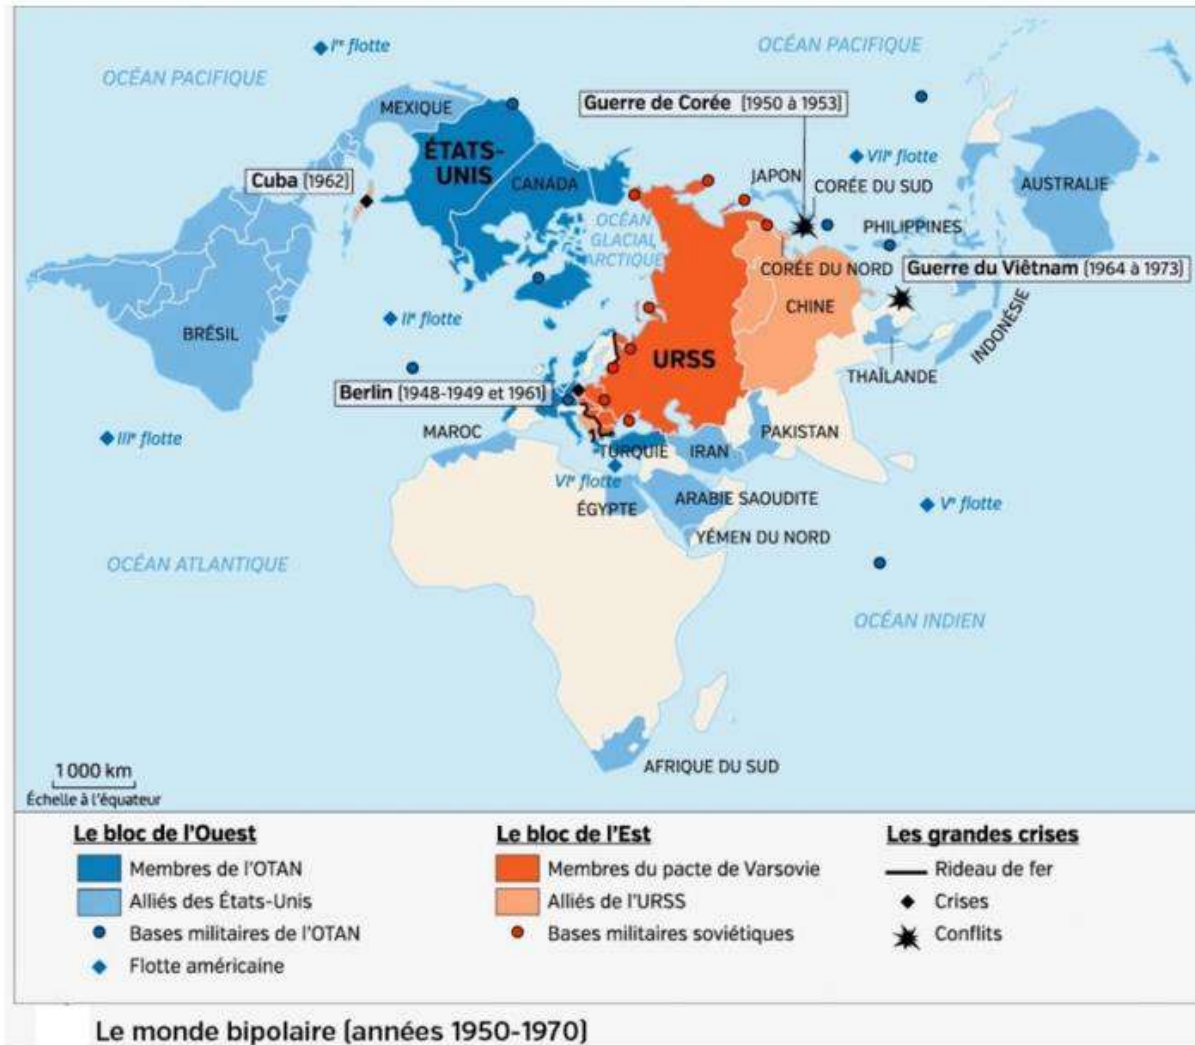 Iʳᵉ flotte
OCÉAN PACIFIQUE
OCÉAN PACIFIQUE
MEXIQUE
Guerre de Corée (1950 à 1953)
ÉTATS-
UNIS
Cuba (1962)
CANADA
JAPON
VIIᵉ flotte
CORÉE DU SUD
AUSTRALIE
OCÉAN
GLACIAL
ARCTIQUE
PHILIPPINES
CORÉE DU NORD
Guerre du Viêtnam (1964 à 1973)
CHINE
BRÉSIL
IIᵉ flotte
INDONÉSIE
URSS
THAÏLANDE
Berlin (1948-1949 et 1961)
IIIᵉ flotte
MAROC
TURQUIE
IRAN
PAKISTAN
VIᵉ flotte
ÉGYPTE
ARABIE SAOUDITE
Vᵉ flotte
YÉMEN DU NORD
OCÉAN ATLANTIQUE
OCÉAN INDIEN
AFRIQUE DU SUD
1 000 km
Échelle à l'équateur
Le bloc de l'Ouest
Membres de l'OTAN
Alliés des États-Unis
Bases militaires de l'OTAN
Flotte américaine
Le bloc de l'Est
Membres du pacte de Varsovie
Alliés de l'URSS
Bases militaires soviétiques
Les grandes crises
Rideau de fer
Crises
Conflits
Le monde bipolaire (années 1950-1970)